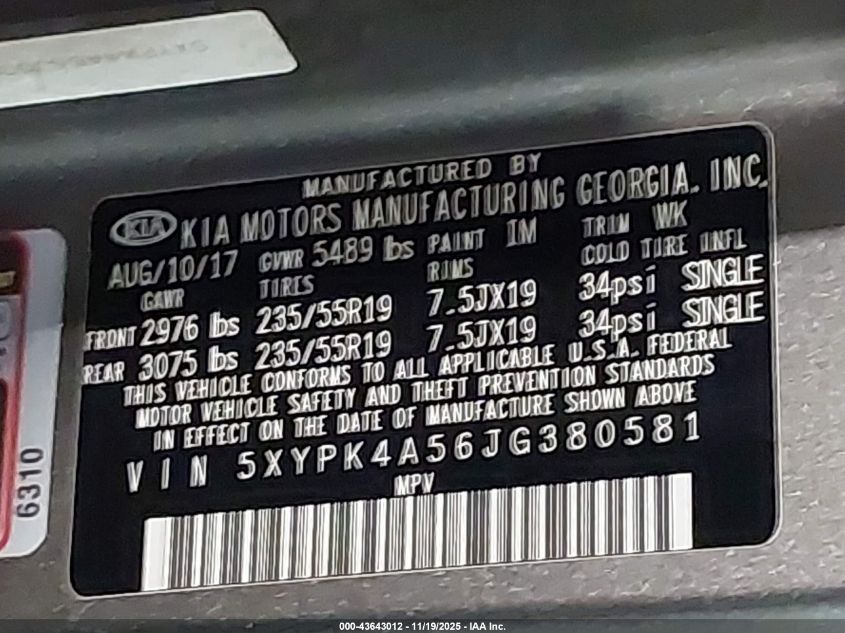 MANUFACTURED BY
KIA KIA MOTORS MANUFACTURING GEORGIA. INC.
AUG/10/17 GVWR 5489 lbs PAINT IM TRIM WK
GAWR TIRES RIMS COLD TIRE INFL
FRONT 2976 lbs 235/55R19 7.5JX19 34psi SINGLE
REAR 3075 lbs 235/55R19 7.5JX19 34psi SINGLE
THIS VEHICLE CONFORMS TO ALL APPLICABLE U.S.A. FEDERAL
MOTOR VEHICLE SAFETY AND THEFT PREVENTION STANDARDS
IN EFFECT ON THE DATE OF MANUFACTURE SHOWN ABOVE
VIN 5XYPK4A56JG380581
MPV
6310
000-43643012 - 11/19/2025 - IAA Inc.